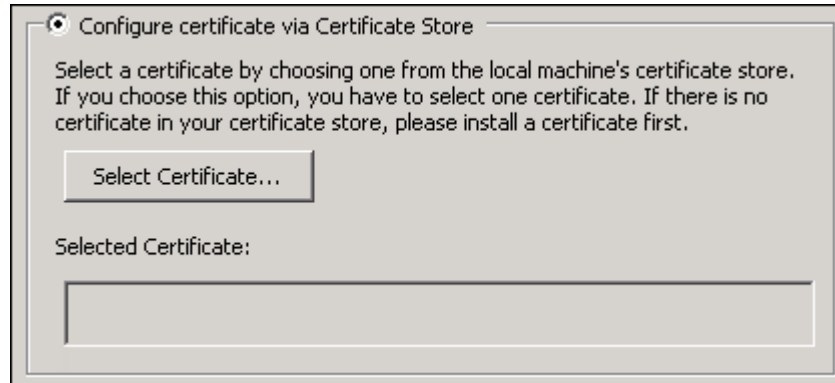 Configure certificate via Certificate Store
Select a certificate by choosing one from the local machine's certificate store.
If you choose this option, you have to select one certificate. If there is no
certificate in your certificate store, please install a certificate first.
Select Certificate...
Selected Certificate: